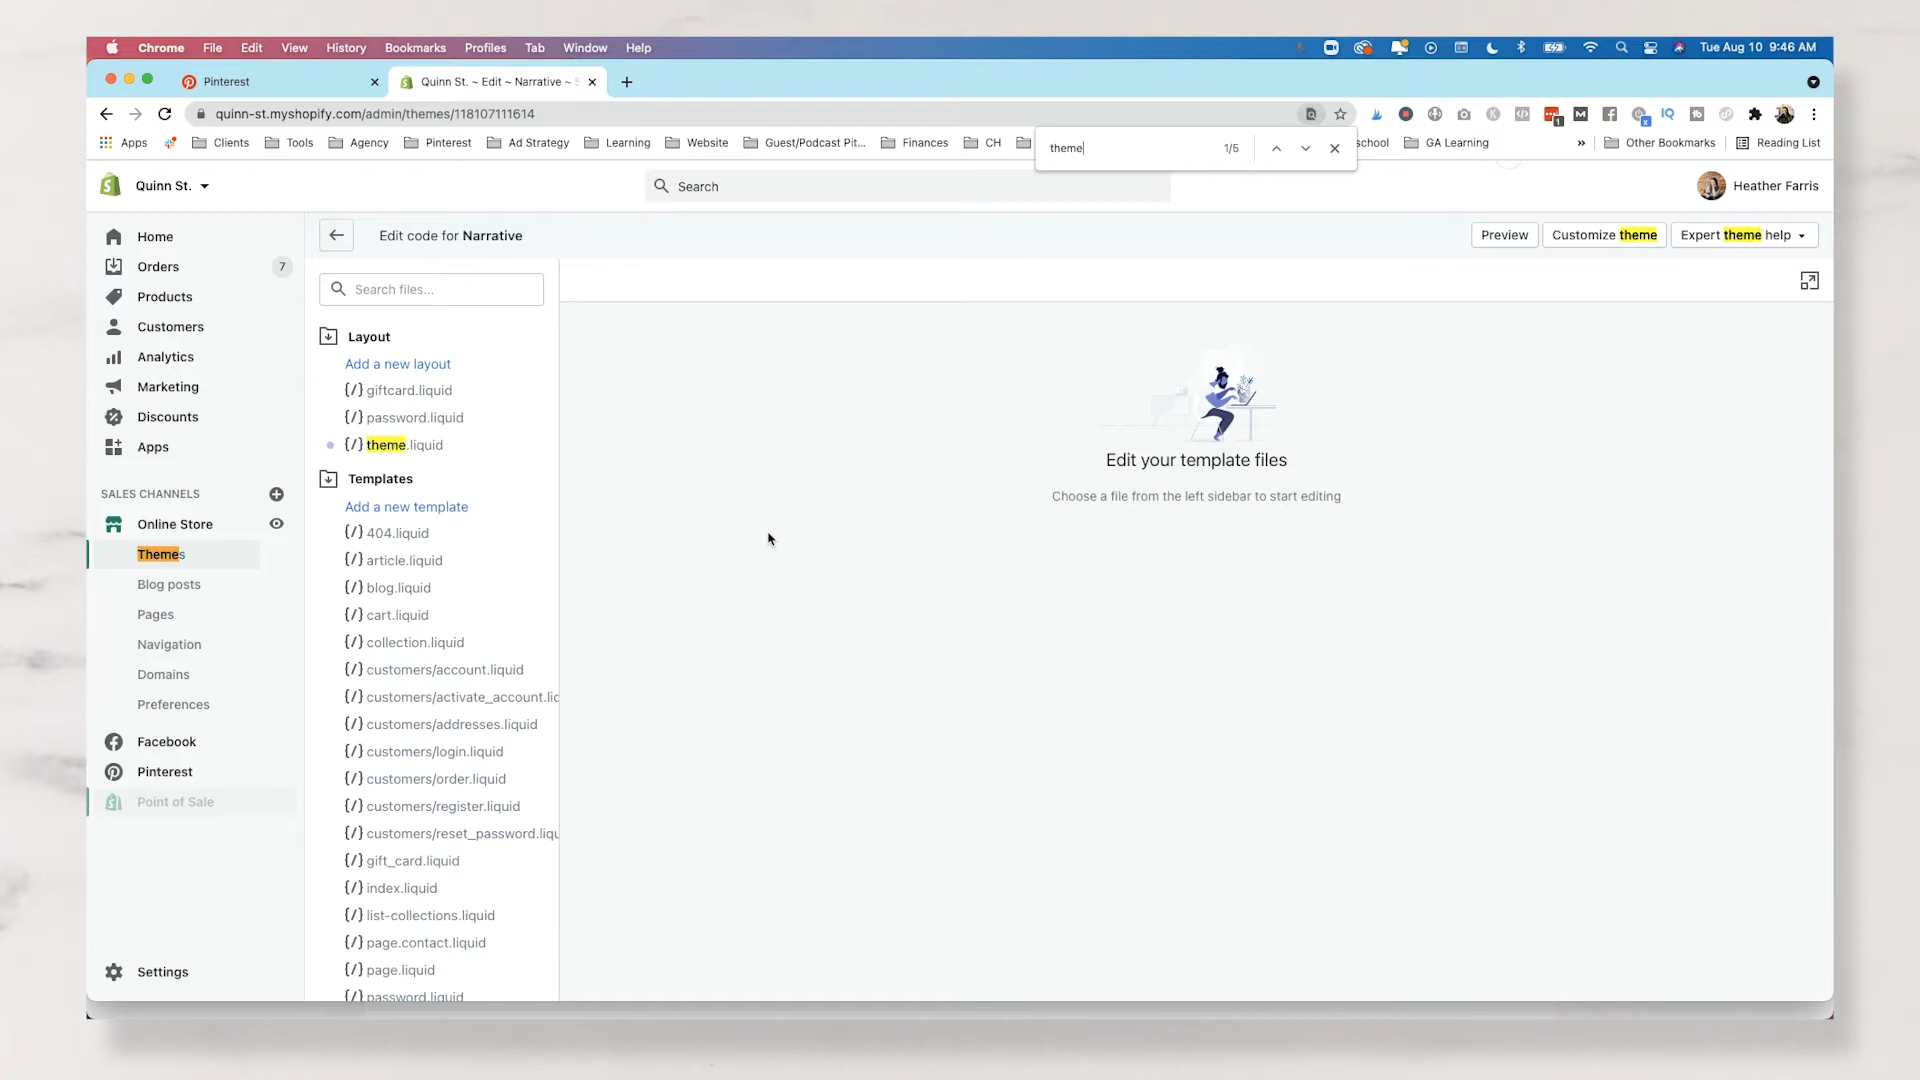 Chrome File Edit View History Bookmarks Profiles Tab Window Help Tue Aug 10 9:46 AM
Pinterest
Quinn St. ~ Edit ~ Narrative ~ S
quinn-st.myshopify.com/admin/themes/118107111614
Apps Clients Tools Agency Pinterest Ad Strategy Learning Website Guest/Podcast Pit... Finances CH school GA Learning » Other Bookmarks Reading List
theme 1/5
Quinn St.
Search
Heather Farris
Home
Orders 7
Products
Customers
Analytics
Marketing
Discounts
Apps
SALES CHANNELS
Online Store
Themes
Blog posts
Pages
Navigation
Domains
Preferences
Facebook
Pinterest
Point of Sale
Settings
Edit code for Narrative
Preview
Customize theme
Expert theme help
Search files...
Layout
Add a new layout
{/} giftcard.liquid
{/} password.liquid
{/} theme.liquid
Templates
Add a new template
{/} 404.liquid
{/} article.liquid
{/} blog.liquid
{/} cart.liquid
{/} collection.liquid
{/} customers/account.liquid
{/} customers/activate_account.lic
{/} customers/addresses.liquid
{/} customers/login.liquid
{/} customers/order.liquid
{/} customers/register.liquid
{/} customers/reset_password.liqu
{/} gift_card.liquid
{/} index.liquid
{/} list-collections.liquid
{/} page.contact.liquid
{/} page.liquid
{/} password.liquid
Edit your template files
Choose a file from the left sidebar to start editing